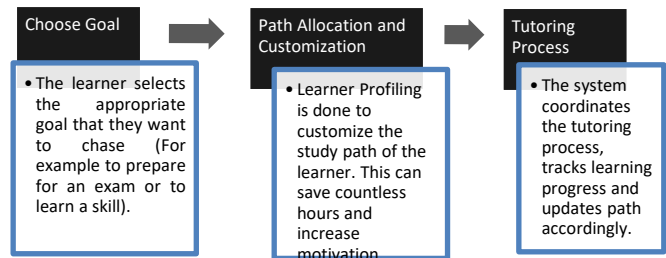 Choose Goal
• The learner selects
the appropriate
goal that they want
to chase (For
example to prepare
for an exam or to
learn a skill).
Path Allocation and
Customization
• Learner Profiling
is done to
customize the
study path of the
learner. This can
save countless
hours and
increase
motivation
Tutoring
Process
• The system
coordinates
the tutoring
process,
tracks learning
progress and
updates path
accordingly.